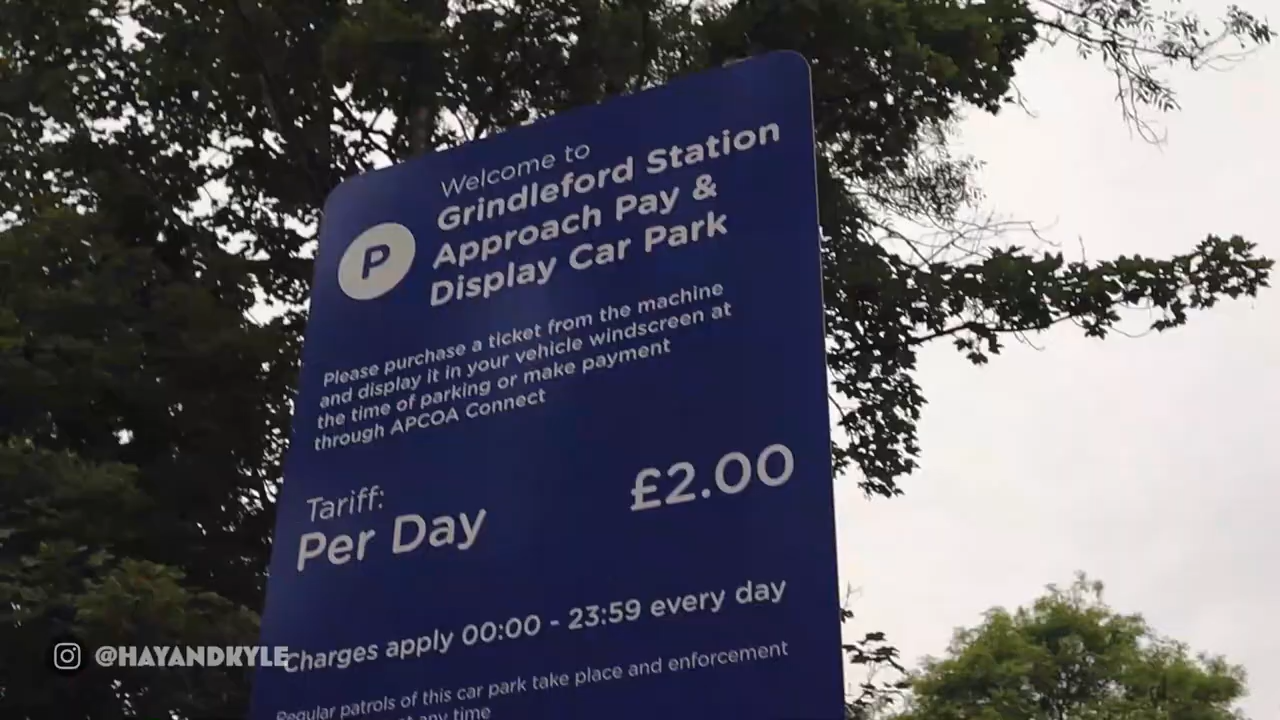 Welcome to
Grindleford Station
Approach Pay &
Display Car Park
P
Please purchase a ticket from the machine
and display it in your vehicle windscreen at
the time of parking or make payment
through APCOA Connect
Tariff:
Per Day
£2.00
Charges apply 00:00 - 23:59 every day
Regular patrols of this car park take place and enforcement
any time
@HAYANDKYLE